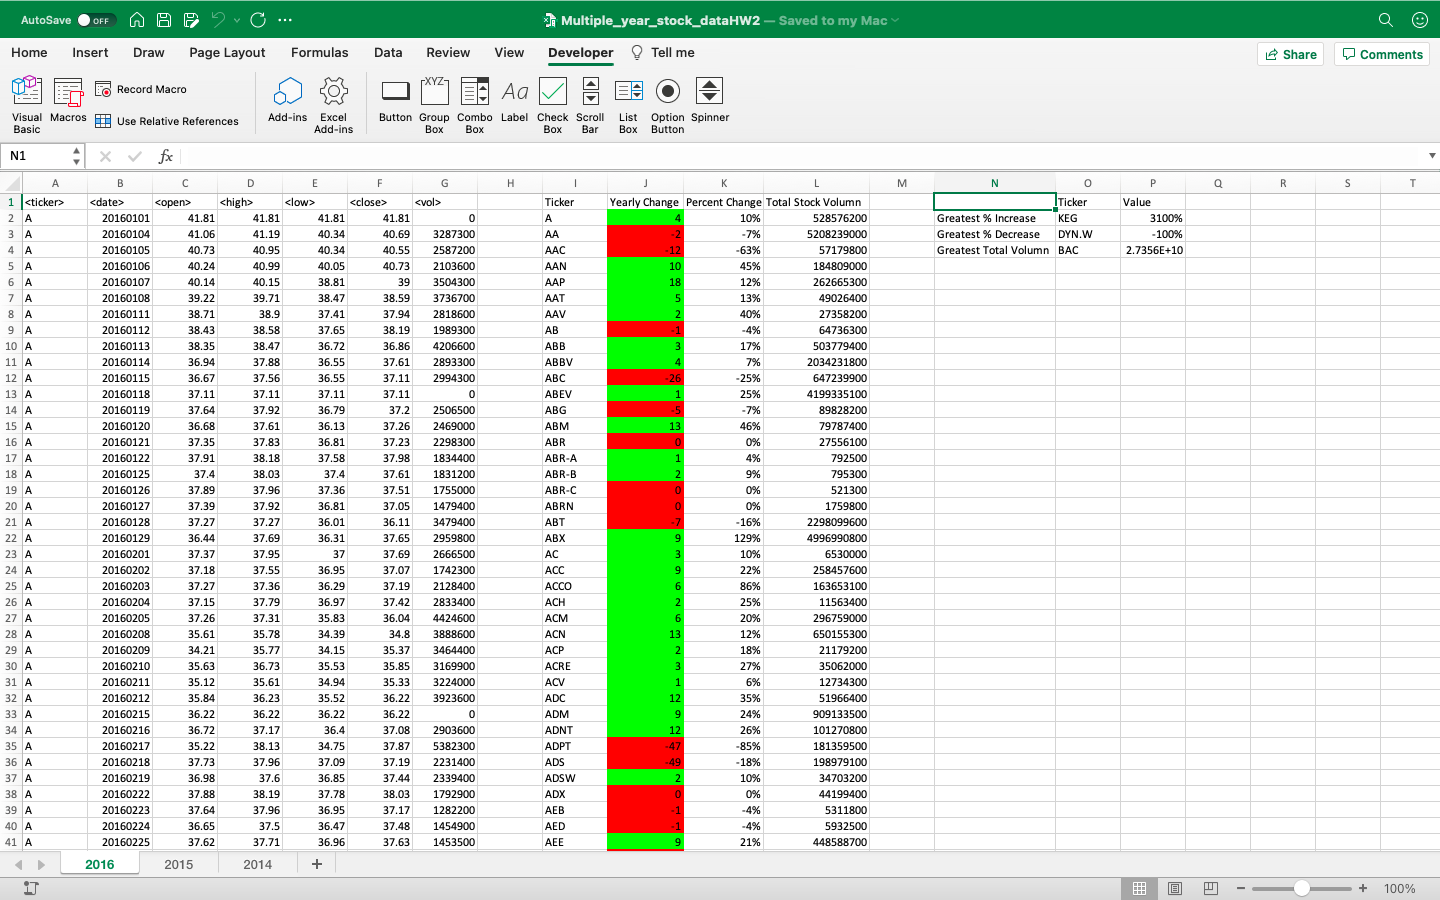 AutoSave OFF Multiple_year_stock_dataHW2 — Saved to my Mac
Home Insert Draw Page Layout Formulas Data Review View Developer Tell me Share Comments
Visual Basic Macros Record Macro Use Relative References Add-ins Excel Add-ins Button Group Box Combo Box Label Check Box Scroll Bar List Box Option Button Spinner
XYZ Aa
N1 fx
A B C D E F G H I J K L M N O P Q R S T
1 <ticker> <date> <open> <high> <low> <close> <vol> Ticker Yearly Change Percent Change Total Stock Volumn Ticker Value
2 A 20160101 41.81 41.81 41.81 41.81 0 A 4 10% 528576200 Greatest % Increase KEG 3100%
3 A 20160104 41.06 41.19 40.34 40.69 3287300 AA -2 -7% 5208239000 Greatest % Decrease DYN.W -100%
4 A 20160105 40.73 40.95 40.34 40.55 2587200 AAC -12 -63% 57179800 Greatest Total Volumn BAC 2.7356E+10
5 A 20160106 40.24 40.99 40.05 40.73 2103600 AAN 10 45% 184809000
6 A 20160107 40.14 40.15 38.81 39 3504300 AAP 18 12% 262665300
7 A 20160108 39.22 39.71 38.47 38.59 3736700 AAT 5 13% 49026400
8 A 20160111 38.71 38.9 37.41 37.94 2818600 AAV 2 40% 27358200
9 A 20160112 38.43 38.58 37.65 38.19 1989300 AB -1 -4% 64736300
10 A 20160113 38.35 38.47 36.72 36.86 4206600 ABB 3 17% 503779400
11 A 20160114 36.94 37.88 36.55 37.61 2893300 ABBV 4 7% 2034231800
12 A 20160115 36.67 37.56 36.55 37.11 2994300 ABC -26 -25% 647239900
13 A 20160118 37.11 37.11 37.11 37.11 0 ABEV 1 25% 4199335100
14 A 20160119 37.64 37.92 36.79 37.2 2506500 ABG -5 -7% 89828200
15 A 20160120 36.68 37.61 36.13 37.26 2469000 ABM 13 46% 79787400
16 A 20160121 37.35 37.83 36.81 37.23 2298300 ABR 0 0% 27556100
17 A 20160122 37.91 38.18 37.58 37.98 1834400 ABR-A 1 4% 792500
18 A 20160125 37.4 38.03 37.4 37.61 1831200 ABR-B 2 9% 795300
19 A 20160126 37.89 37.96 37.36 37.51 1755000 ABR-C 0 0% 521300
20 A 20160127 37.39 37.92 36.81 37.05 1479400 ABRN 0 0% 1759800
21 A 20160128 37.27 37.27 36.01 36.11 3479400 ABT -7 -16% 2298099600
22 A 20160129 36.44 37.69 36.31 37.65 2959800 ABX 9 129% 4996990800
23 A 20160201 37.37 37.95 37 37.69 2666500 AC 3 10% 6530000
24 A 20160202 37.18 37.55 36.95 37.07 1742300 ACC 9 22% 258457600
25 A 20160203 37.27 37.36 36.29 37.19 2128400 ACCO 6 86% 163653100
26 A 20160204 37.15 37.79 36.97 37.42 2833400 ACH 2 25% 11563400
27 A 20160205 37.26 37.31 35.83 36.04 4424600 ACM 6 20% 296759000
28 A 20160208 35.61 35.78 34.39 34.8 3888600 ACN 13 12% 650155300
29 A 20160209 34.21 35.77 34.15 35.37 3464400 ACP 2 18% 21179200
30 A 20160210 35.63 36.73 35.53 35.85 3169900 ACRE 3 27% 35062000
31 A 20160211 35.12 35.61 34.94 35.33 3224000 ACV 1 6% 12734300
32 A 20160212 35.84 36.23 35.52 36.22 3923600 ADC 12 35% 51966400
33 A 20160215 36.22 36.22 36.22 36.22 0 ADM 9 24% 909133500
34 A 20160216 36.72 37.17 36.4 37.08 2903600 ADNT 12 26% 101270800
35 A 20160217 35.22 38.13 34.75 37.87 5382300 ADPT -47 -85% 181359500
36 A 20160218 37.73 37.96 37.09 37.19 2231400 ADS -49 -18% 198979100
37 A 20160219 36.98 37.6 36.85 37.44 2339400 ADSW 2 10% 34703200
38 A 20160222 37.88 38.19 37.78 38.03 1792900 ADX 0 0% 44199400
39 A 20160223 37.64 37.96 36.95 37.17 1282200 AEB -1 -4% 5311800
40 A 20160224 36.65 37.5 36.47 37.48 1454900 AED -1 -4% 5932500
41 A 20160225 37.62 37.71 36.96 37.63 1453500 AEE 9 21% 448588700
2016 2015 2014 +
100%